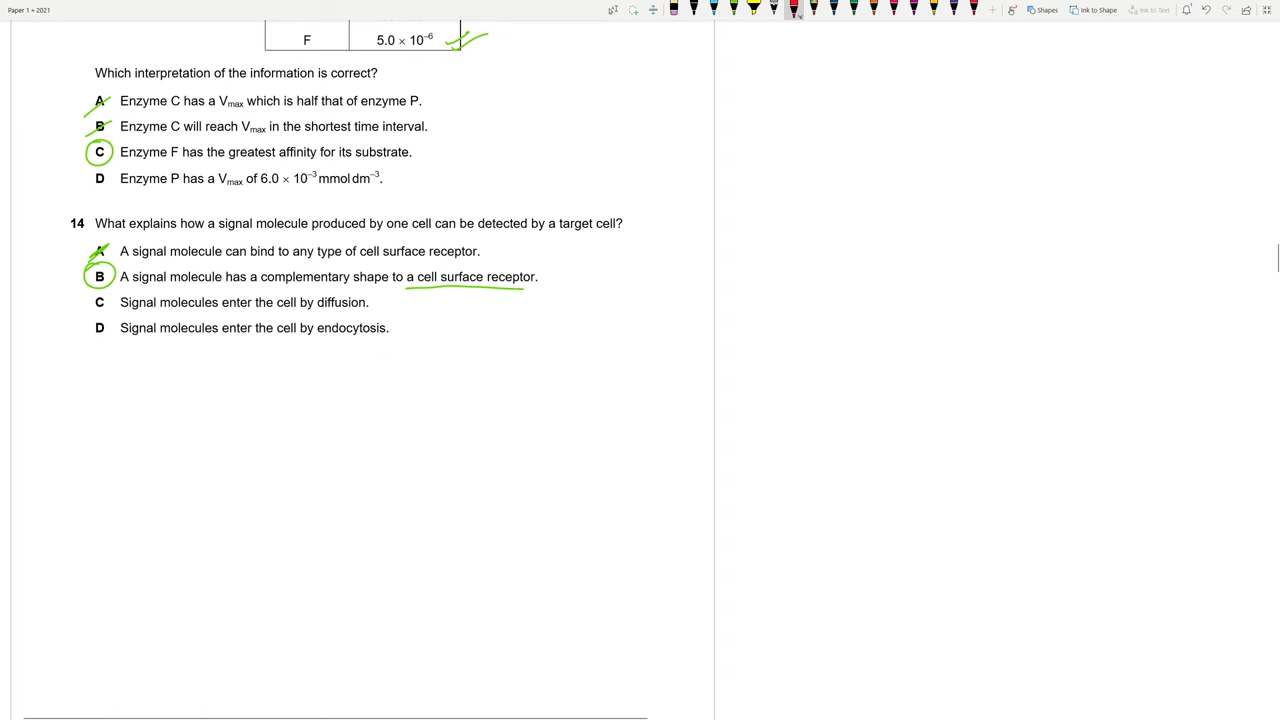 Paper 1 » 2021
Shapes
Ink to Shape
Ink to Text
F 5.0 × 10⁻⁶
Which interpretation of the information is correct?
A Enzyme C has a Vmax which is half that of enzyme P.
B Enzyme C will reach Vmax in the shortest time interval.
C Enzyme F has the greatest affinity for its substrate.
D Enzyme P has a Vmax of 6.0 × 10⁻³ mmol dm⁻³.
14 What explains how a signal molecule produced by one cell can be detected by a target cell?
A A signal molecule can bind to any type of cell surface receptor.
B A signal molecule has a complementary shape to a cell surface receptor.
C Signal molecules enter the cell by diffusion.
D Signal molecules enter the cell by endocytosis.